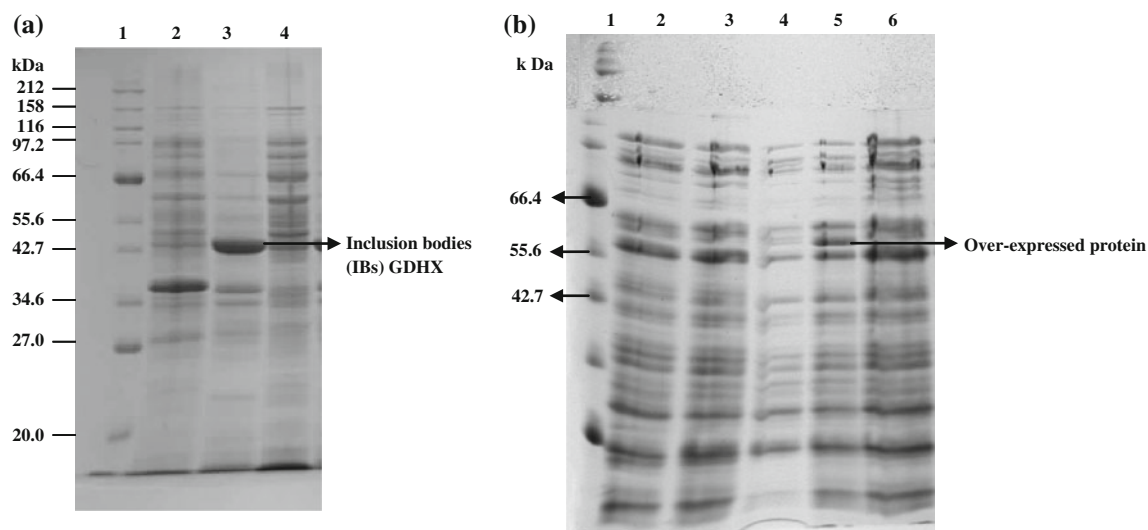 (a)
1 2 3 4
kDa
212
158
116
97.2
66.4
55.6
42.7
34.6
27.0
20.0
Inclusion bodies
(IBs) GDHX
(b)
1 2 3 4 5 6
k Da
66.4
55.6
42.7
Over-expressed protein